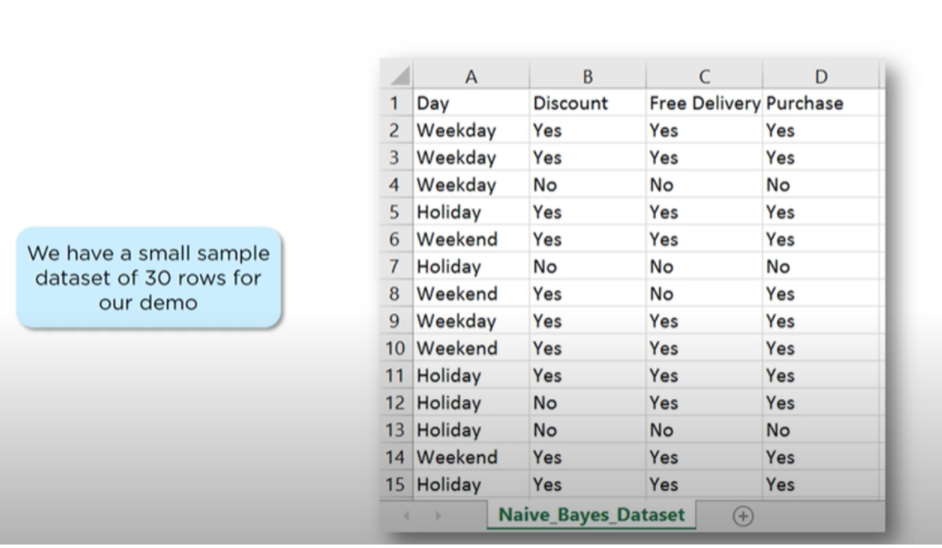 We have a small sample
dataset of 30 rows for
our demo
A B C D
1 Day Discount Free Delivery Purchase
2 Weekday Yes Yes Yes
3 Weekday Yes Yes Yes
4 Weekday No No No
5 Holiday Yes Yes Yes
6 Weekend Yes Yes Yes
7 Holiday No No No
8 Weekend Yes No Yes
9 Weekday Yes Yes Yes
10 Weekend Yes Yes Yes
11 Holiday Yes Yes Yes
12 Holiday No Yes Yes
13 Holiday No No No
14 Weekend Yes Yes Yes
15 Holiday Yes Yes Yes
Naive_Bayes_Dataset